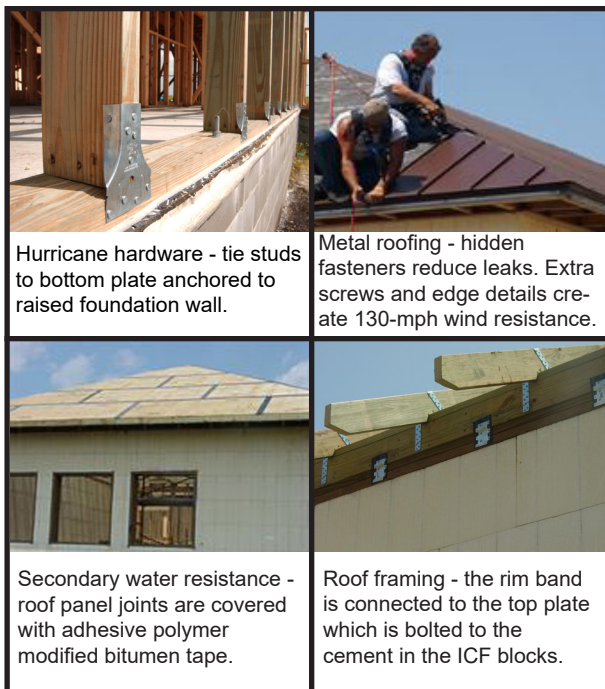 Hurricane hardware - tie studs
to bottom plate anchored to
raised foundation wall.
Metal roofing - hidden
fasteners reduce leaks. Extra
screws and edge details cre-
ate 130-mph wind resistance.
Secondary water resistance -
roof panel joints are covered
with adhesive polymer
modified bitumen tape.
Roof framing - the rim band
is connected to the top plate
which is bolted to the
cement in the ICF blocks.